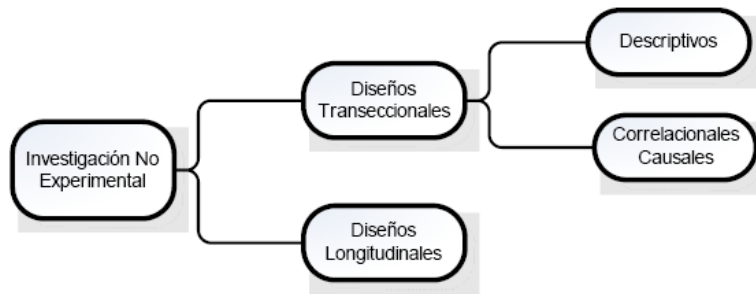 Investigación No
Experimental
Diseños
Transeccionales
Descriptivos
Correlacionales
Causales
Diseños
Longitudinales